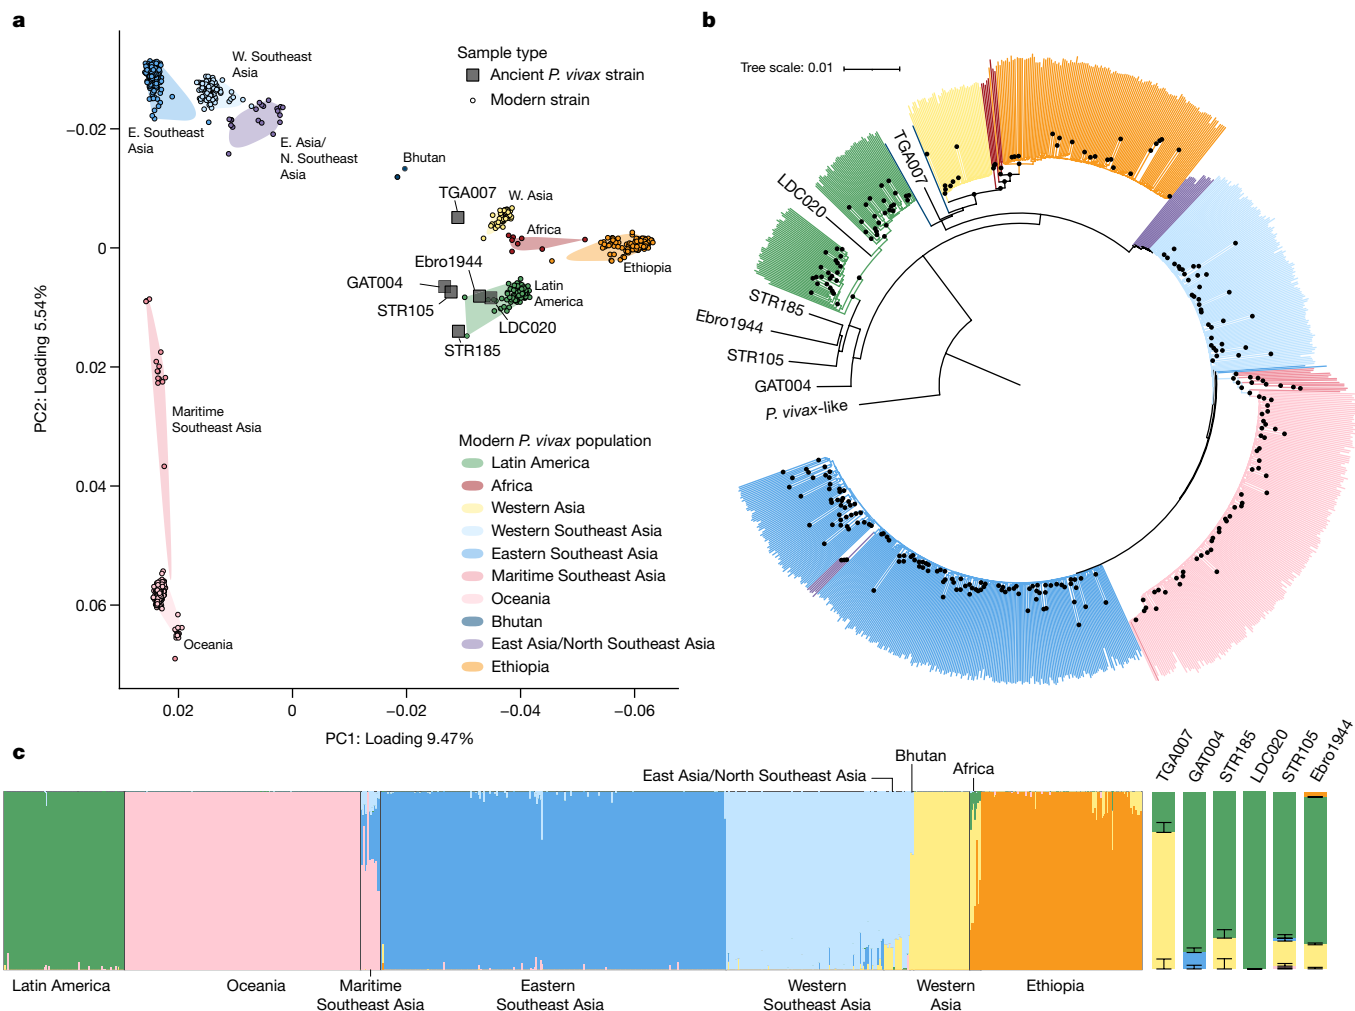 a
W. Southeast
Asia
E. Southeast
Asia
E. Asia/
N. Southeast
Asia
Bhutan
TGA007
W. Asia
Africa
Ethiopia
Ebro1944
GAT004
STR105
Latin
America
LDC020
STR185
Maritime
Southeast Asia
Oceania
Sample type
Ancient P. vivax strain
Modern strain
Modern P. vivax population
Latin America
Africa
Western Asia
Western Southeast Asia
Eastern Southeast Asia
Maritime Southeast Asia
Oceania
Bhutan
East Asia/North Southeast Asia
Ethiopia
−0.02
0
0.02
0.04
0.06
PC2: Loading 5.54%
0.02
0
−0.02
−0.04
−0.06
PC1: Loading 9.47%
b
Tree scale: 0.01
TGA007
LDC020
STR185
Ebro1944
STR105
GAT004
P. vivax-like
c
East Asia/North Southeast Asia
Bhutan
Africa
TGA007
GAT004
STR185
LDC020
STR105
Ebro1944
Latin America
Oceania
Maritime
Southeast Asia
Eastern
Southeast Asia
Western
Southeast Asia
Western
Asia
Ethiopia